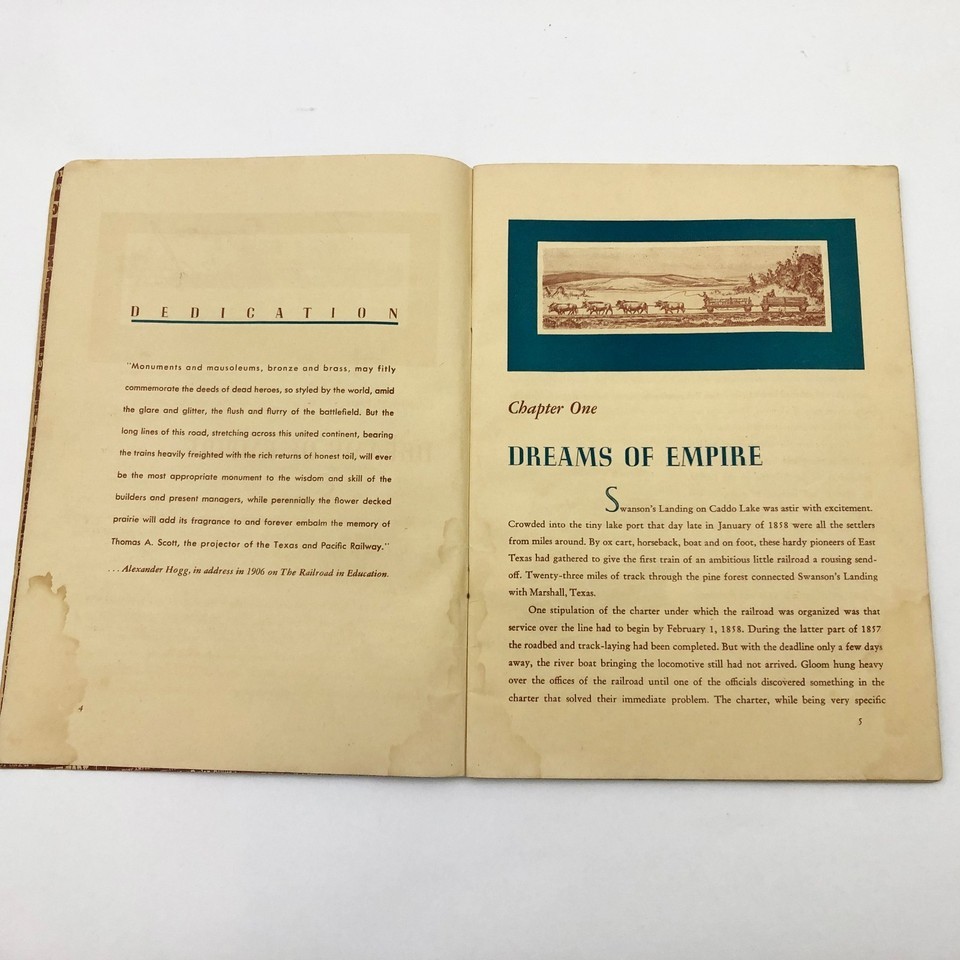 DEDICATION
"Monuments and mausoleums, bronze and brass, may fitly
commemorate the deeds of dead heroes, so styled by the world, amid
the glare and glitter, the flush and flurry of the battlefield. But the
long lines of this road, stretching across this united continent, bearing
the trains heavily freighted with the rich returns of honest toil, will ever
be the most appropriate monument to the wisdom and skill of the
builders and present managers, while perennially the flower decked
prairie will add its fragrance to and forever embalm the memory of
Thomas A. Scott, the projector of the Texas and Pacific Railway."
. . . Alexander Hogg, in address in 1906 on The Railroad in Education.
4
Chapter One
DREAMS OF EMPIRE
Swanson's Landing on Caddo Lake was astir with excitement.
Crowded into the tiny lake port that day late in January of 1858 were all the settlers
from miles around. By ox cart, horseback, boat and on foot, these hardy pioneers of East
Texas had gathered to give the first train of an ambitious little railroad a rousing send-
off. Twenty-three miles of track through the pine forest connected Swanson's Landing
with Marshall, Texas.
One stipulation of the charter under which the railroad was organized was that
service over the line had to begin by February 1, 1858. During the latter part of 1857
the roadbed and track-laying had been completed. But with the deadline only a few days
away, the river boat bringing the locomotive still had not arrived. Gloom hung heavy
over the offices of the railroad until one of the officials discovered something in the
charter that solved their immediate problem. The charter, while being very specific
5